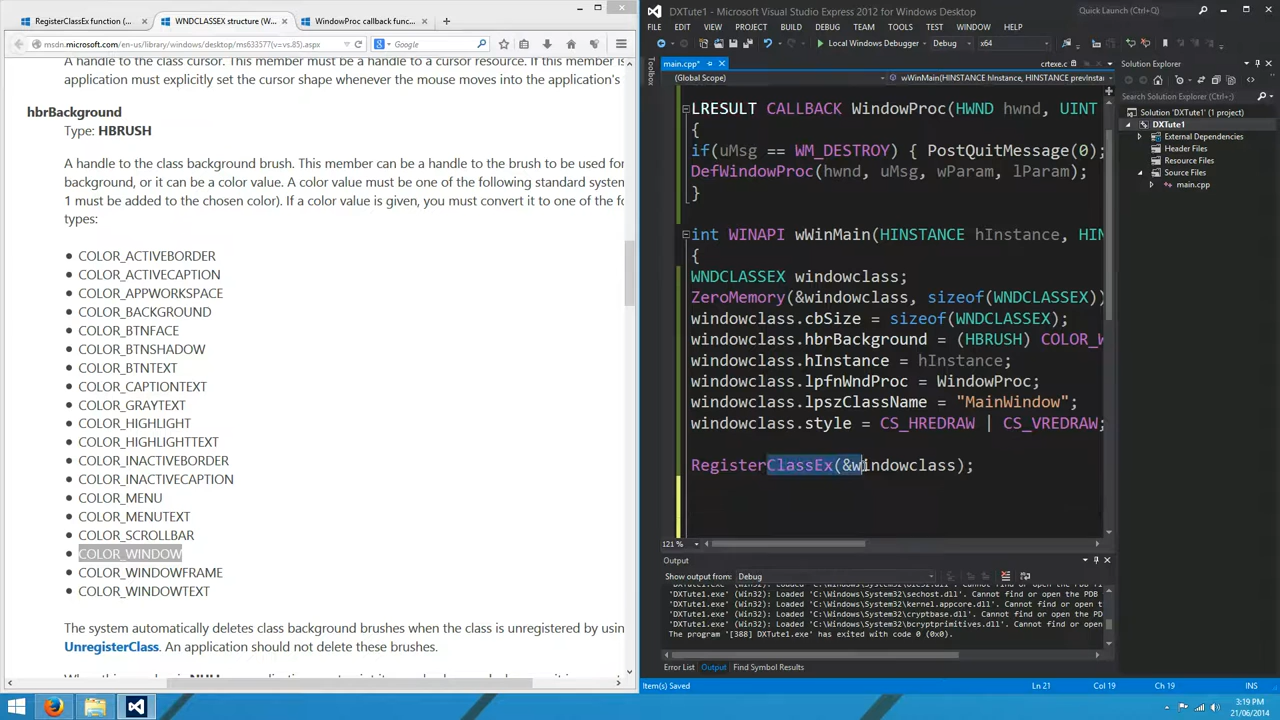 RegisterClassEx function (...
WNDCLASSEX structure (W...
WindowProc callback func...
msdn.microsoft.com/en-us/library/windows/desktop/ms633577(v=vs.85).aspx
Google
A handle to the class cursor. This member must be a handle to a cursor resource. If this membe
application must explicitly set the cursor shape whenever the mouse moves into the application's
hbrBackground
Type: HBRUSH
A handle to the class background brush. This member can be a handle to the brush to be used for
background, or it can be a color value. A color value must be one of the following standard system
1 must be added to the chosen color). If a color value is given, you must convert it to one of the fo
types:
COLOR_ACTIVEBORDER
COLOR_ACTIVECAPTION
COLOR_APPWORKSPACE
COLOR_BACKGROUND
COLOR_BTNFACE
COLOR_BTNSHADOW
COLOR_BTNTEXT
COLOR_CAPTIONTEXT
COLOR_GRAYTEXT
COLOR_HIGHLIGHT
COLOR_HIGHLIGHTTEXT
COLOR_INACTIVEBORDER
COLOR_INACTIVECAPTION
COLOR_MENU
COLOR_MENUTEXT
COLOR_SCROLLBAR
COLOR_WINDOW
COLOR_WINDOWFRAME
COLOR_WINDOWTEXT
The system automatically deletes class background brushes when the class is unregistered by usin
UnregisterClass. An application should not delete these brushes.
DXTute1 - Microsoft Visual Studio Express 2012 for Windows Desktop
Quick Launch (Ctrl+Q)
FILE EDIT VIEW PROJECT BUILD DEBUG TEAM TOOLS TEST WINDOW HELP
Local Windows Debugger Debug x64
Toolbox
main.cpp* crtexe.c
(Global Scope) wWinMain(HINSTANCE hInstance, HINSTANCE prevInstar
LRESULT CALLBACK WindowProc(HWND hwnd, UINT
{
if(uMsg == WM_DESTROY) { PostQuitMessage(0);
DefWindowProc(hwnd, uMsg, wParam, lParam);
}
int WINAPI wWinMain(HINSTANCE hInstance, HIN
{
WNDCLASSEX windowclass;
ZeroMemory(&windowclass, sizeof(WNDCLASSEX))
windowclass.cbSize = sizeof(WNDCLASSEX);
windowclass.hbrBackground = (HBRUSH) COLOR_W
windowclass.hInstance = hInstance;
windowclass.lpfnWndProc = WindowProc;
windowclass.lpszClassName = "MainWindow";
windowclass.style = CS_HREDRAW | CS_VREDRAW;
RegisterClassEx(&windowclass);
121 %
Output
Show output from: Debug
'DXTute1.exe' (Win32): Loaded 'C:\Windows\System32\sechost.dll'. Cannot find or open the PDB
'DXTute1.exe' (Win32): Loaded 'C:\Windows\System32\kernel.appcore.dll'. Cannot find or open
'DXTute1.exe' (Win32): Loaded 'C:\Windows\System32\cryptbase.dll'. Cannot find or open the PD
'DXTute1.exe' (Win32): Loaded 'C:\Windows\System32\bcryptprimitives.dll'. Cannot find or open
The program '[388] DXTute1.exe' has exited with code 0 (0x0).
Error List Output Find Symbol Results
Solution Explorer
Search Solution Explorer (Ctrl+;)
Solution 'DXTute1' (1 project)
DXTute1
External Dependencies
Header Files
Resource Files
Source Files
main.cpp
Item(s) Saved Ln 21 Col 19 Ch 19 INS
3:19 PM
21/06/2014